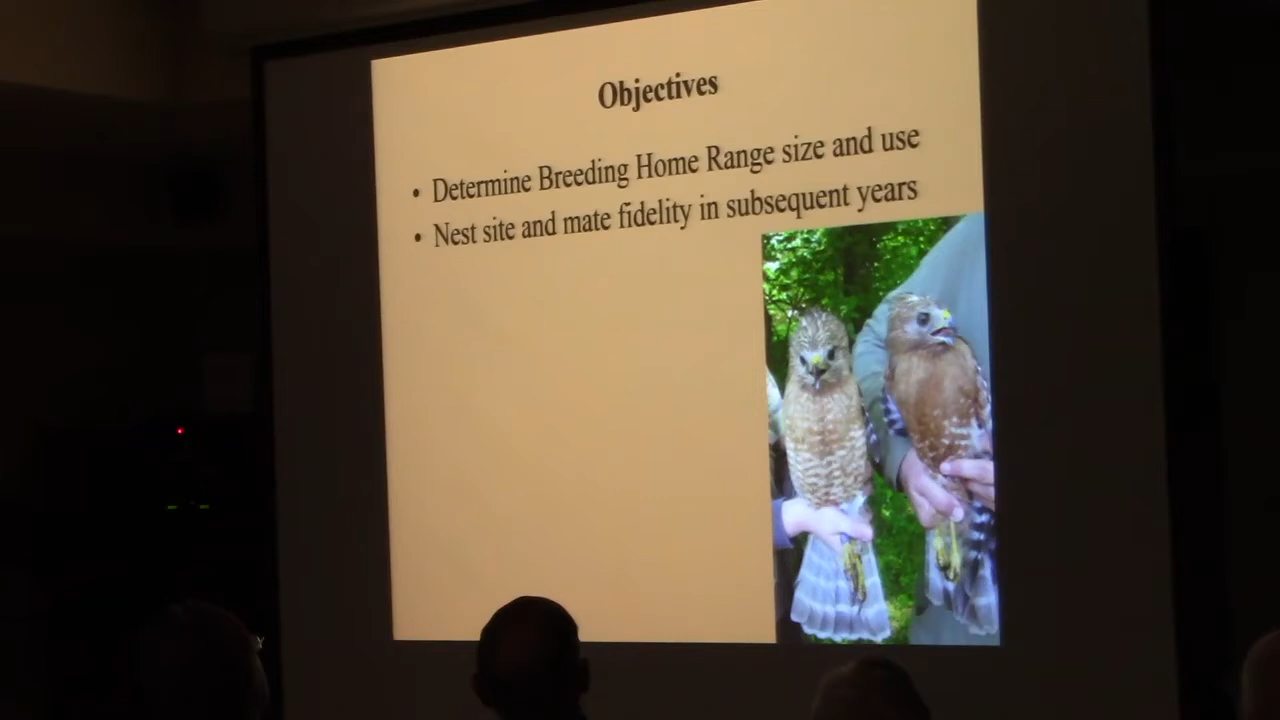 Objectives
• Determine Breeding Home Range size and use
• Nest site and mate fidelity in subsequent years